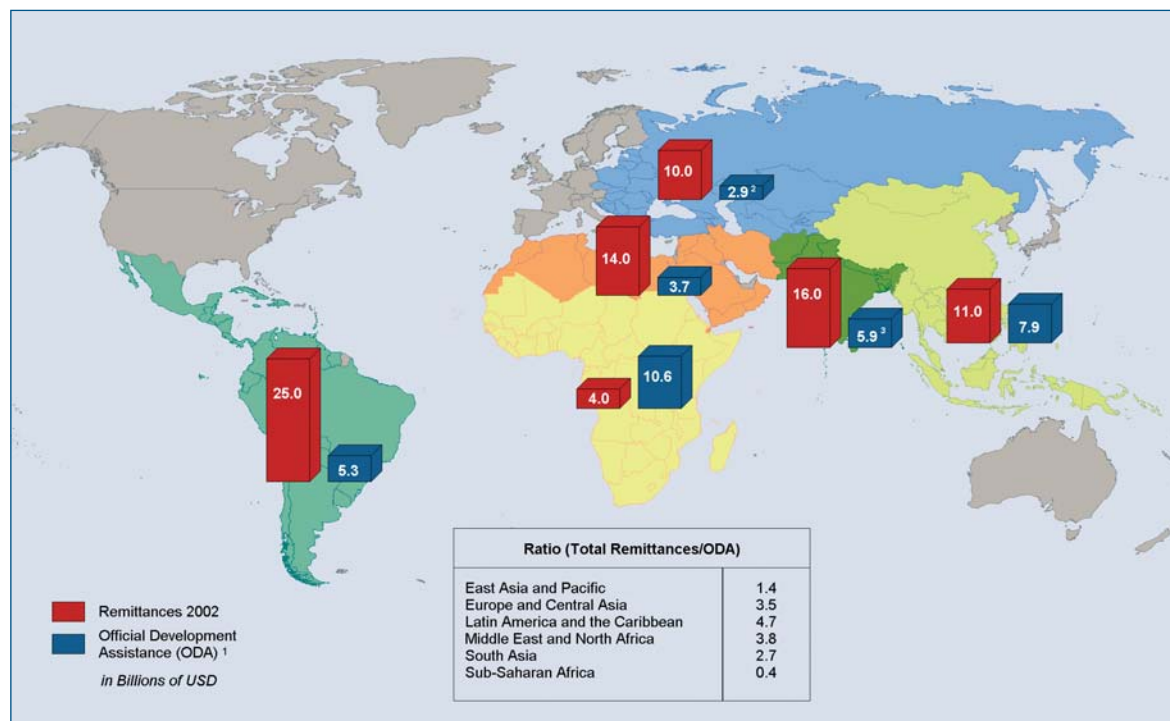 10.0
2.9 2
14.0
3.7
16.0
5.9 3
11.0
7.9
4.0
10.6
25.0
5.3
Ratio (Total Remittances/ODA)
East Asia and Pacific 1.4
Europe and Central Asia 3.5
Latin America and the Caribbean 4.7
Middle East and North Africa 3.8
South Asia 2.7
Sub-Saharan Africa 0.4
Remittances 2002
Official Development
Assistance (ODA) 1
in Billions of USD